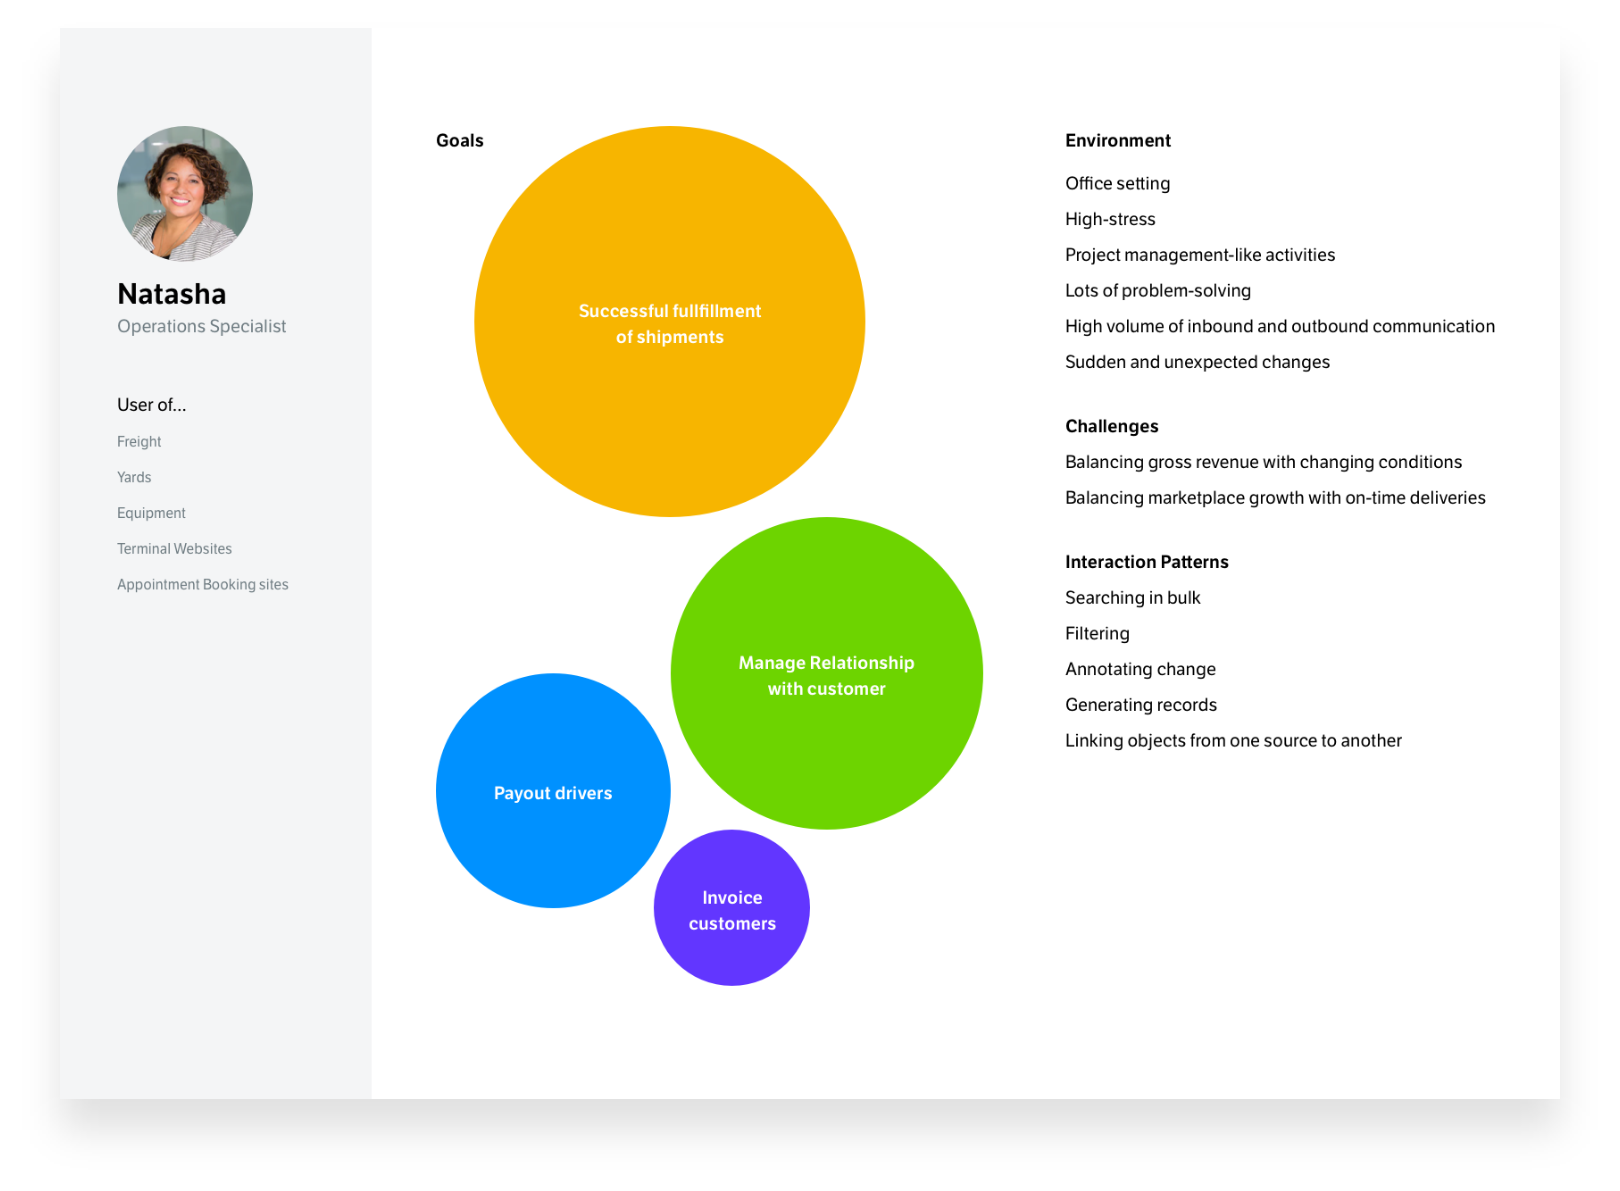 Natasha
Operations Specialist
User of...
Freight
Yards
Equipment
Terminal Websites
Appointment Booking sites
Goals
Successful fullfillment
of shipments
Manage Relationship
with customer
Payout drivers
Invoice
customers
Environment
Office setting
High-stress
Project management-like activities
Lots of problem-solving
High volume of inbound and outbound communication
Sudden and unexpected changes
Challenges
Balancing gross revenue with changing conditions
Balancing marketplace growth with on-time deliveries
Interaction Patterns
Searching in bulk
Filtering
Annotating change
Generating records
Linking objects from one source to another